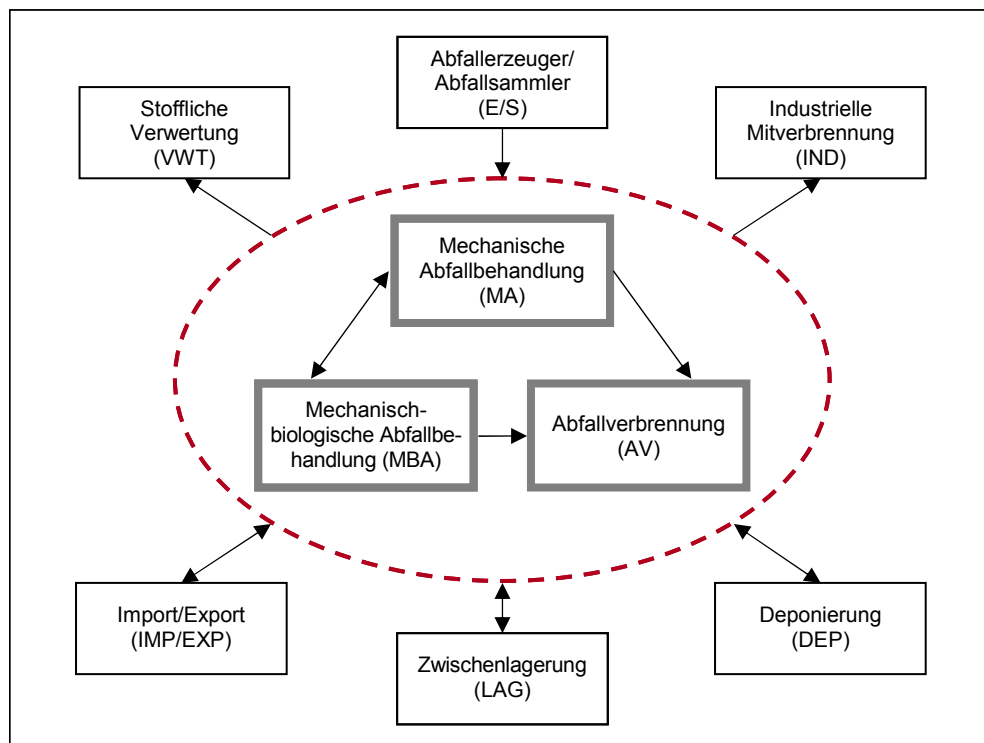 Abfallerzeuger/
Abfallsammler
(E/S)
Stoffliche
Verwertung
(VWT)
Industrielle
Mitverbrennung
(IND)
Mechanische
Abfallbehandlung
(MA)
Mechanisch-
biologische Abfallbe-
handlung (MBA)
Abfallverbrennung
(AV)
Import/Export
(IMP/EXP)
Zwischenlagerung
(LAG)
Deponierung
(DEP)